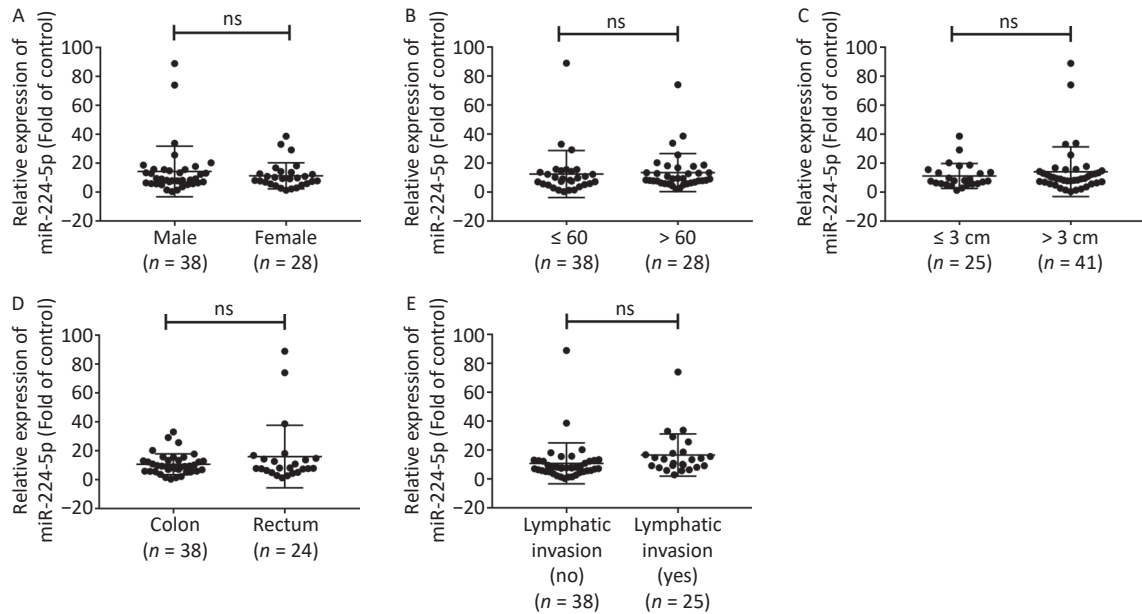 A
ns
Relative expression of
miR-224-5p (Fold of control)
100
80
60
40
20
0
−20
Male
Female
(n = 38)
(n = 28)
B
ns
Relative expression of
miR-224-5p (Fold of control)
100
80
60
40
20
0
−20
≤ 60
> 60
(n = 38)
(n = 28)
C
ns
Relative expression of
miR-224-5p (Fold of control)
100
80
60
40
20
0
−20
≤ 3 cm
> 3 cm
(n = 25)
(n = 41)
D
ns
Relative expression of
miR-224-5p (Fold of control)
100
80
60
40
20
0
−20
Colon
Rectum
(n = 38)
(n = 24)
E
ns
Relative expression of
miR-224-5p (Fold of control)
100
80
60
40
20
0
−20
Lymphatic
invasion
(no)
(n = 38)
Lymphatic
invasion
(yes)
(n = 25)